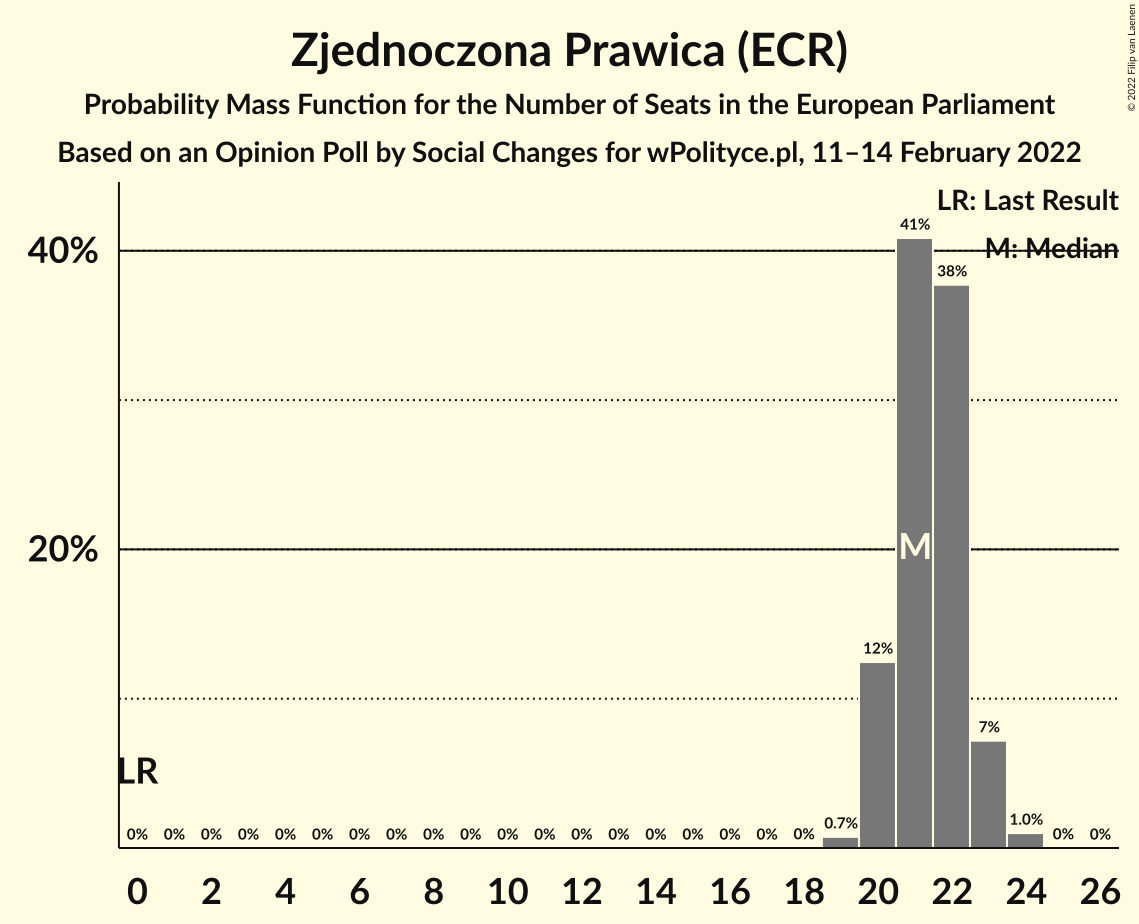 © 2022 Filip van Laenen
Zjednoczona Prawica (ECR)
Probability Mass Function for the Number of Seats in the European Parliament
Based on an Opinion Poll by Social Changes for wPolityce.pl, 11–14 February 2022
LR: Last Result
M: Median
41%
40%
38%
20%
M
12%
7%
LR
0% 0% 0% 0% 0% 0% 0% 0% 0% 0% 0% 0% 0% 0% 0% 0% 0% 0% 0% 0.7% 1.0% 0% 0%
0 2 4 6 8 10 12 14 16 18 20 22 24 26